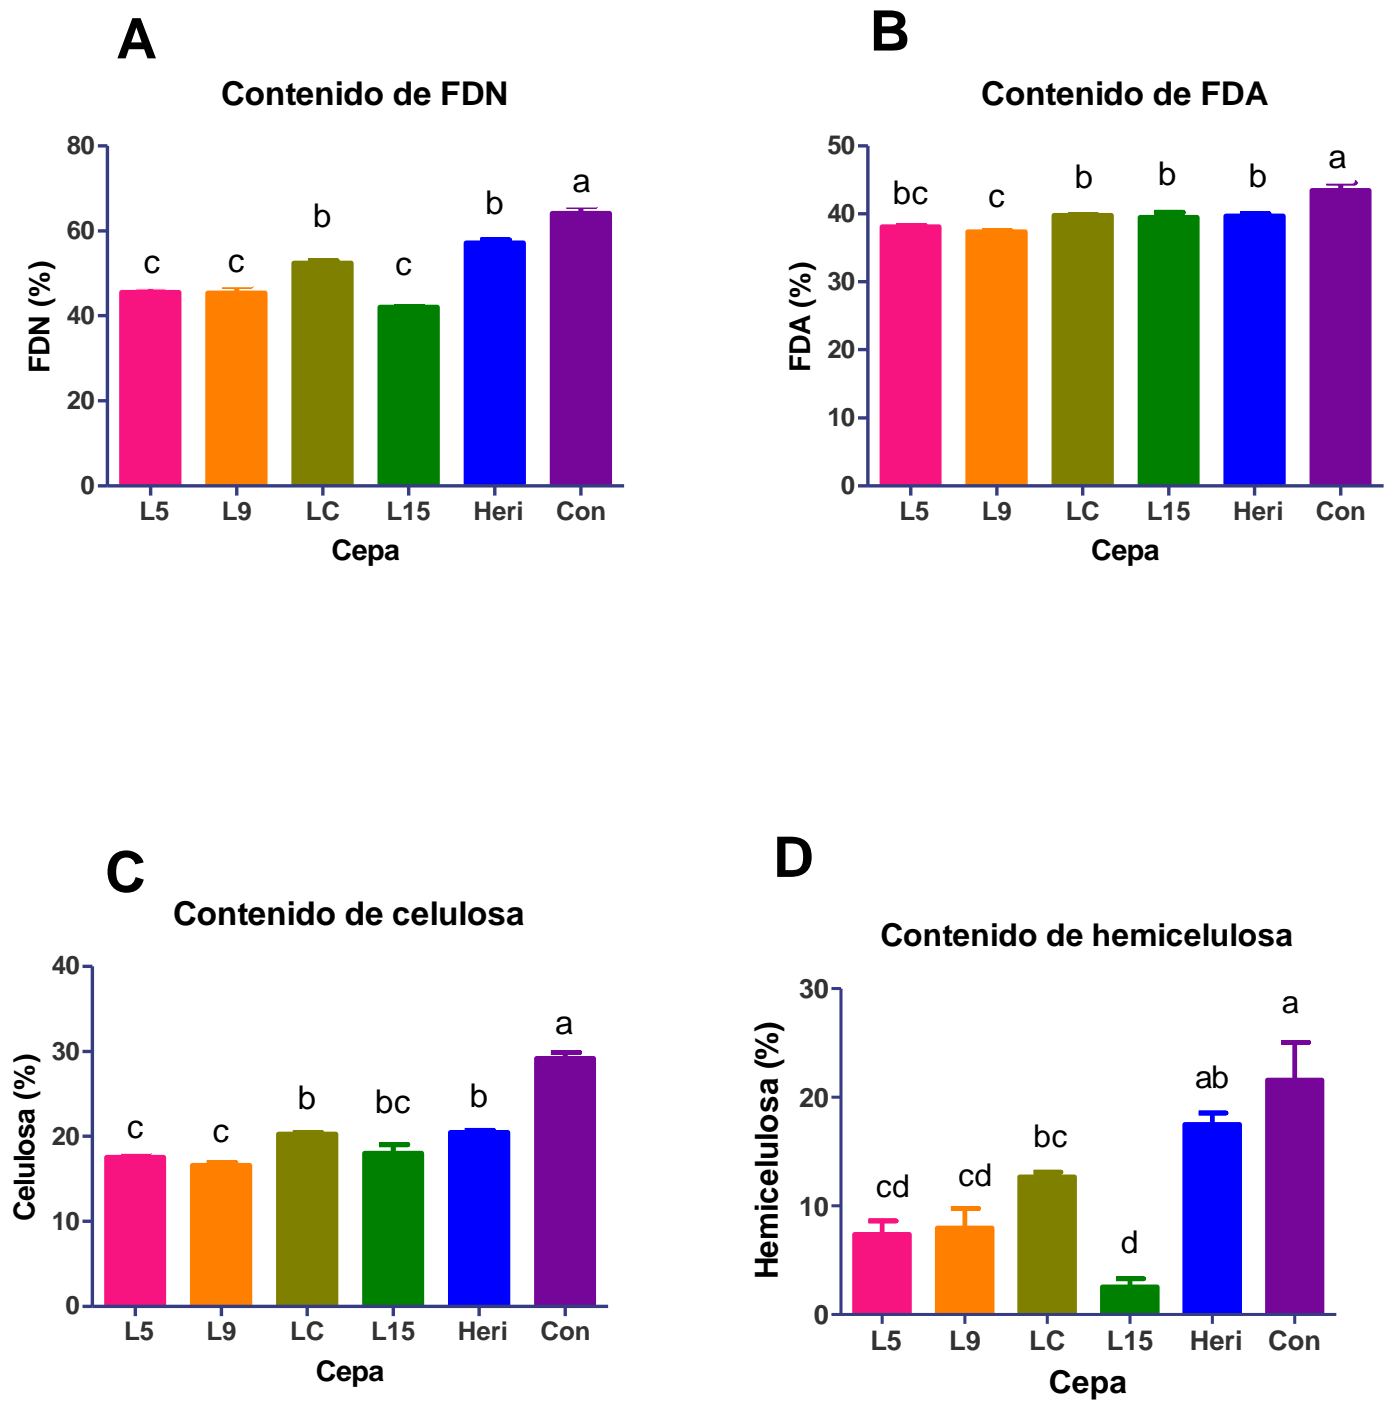 A
Contenido de FDN
80
60
40
20
0
FDN (%)
c c b c b a
L5 L9 LC L15 Heri Con
Cepa
B
Contenido de FDA
50
40
30
20
10
0
FDA (%)
bc c b b b a
L5 L9 LC L15 Heri Con
Cepa
C
Contenido de celulosa
40
30
20
10
0
Celulosa (%)
c c b bc b a
L5 L9 LC L15 Heri Con
Cepa
D
Contenido de hemicelulosa
30
20
10
0
Hemicelulosa (%)
cd cd bc d ab a
L5 L9 LC L15 Heri Con
Cepa